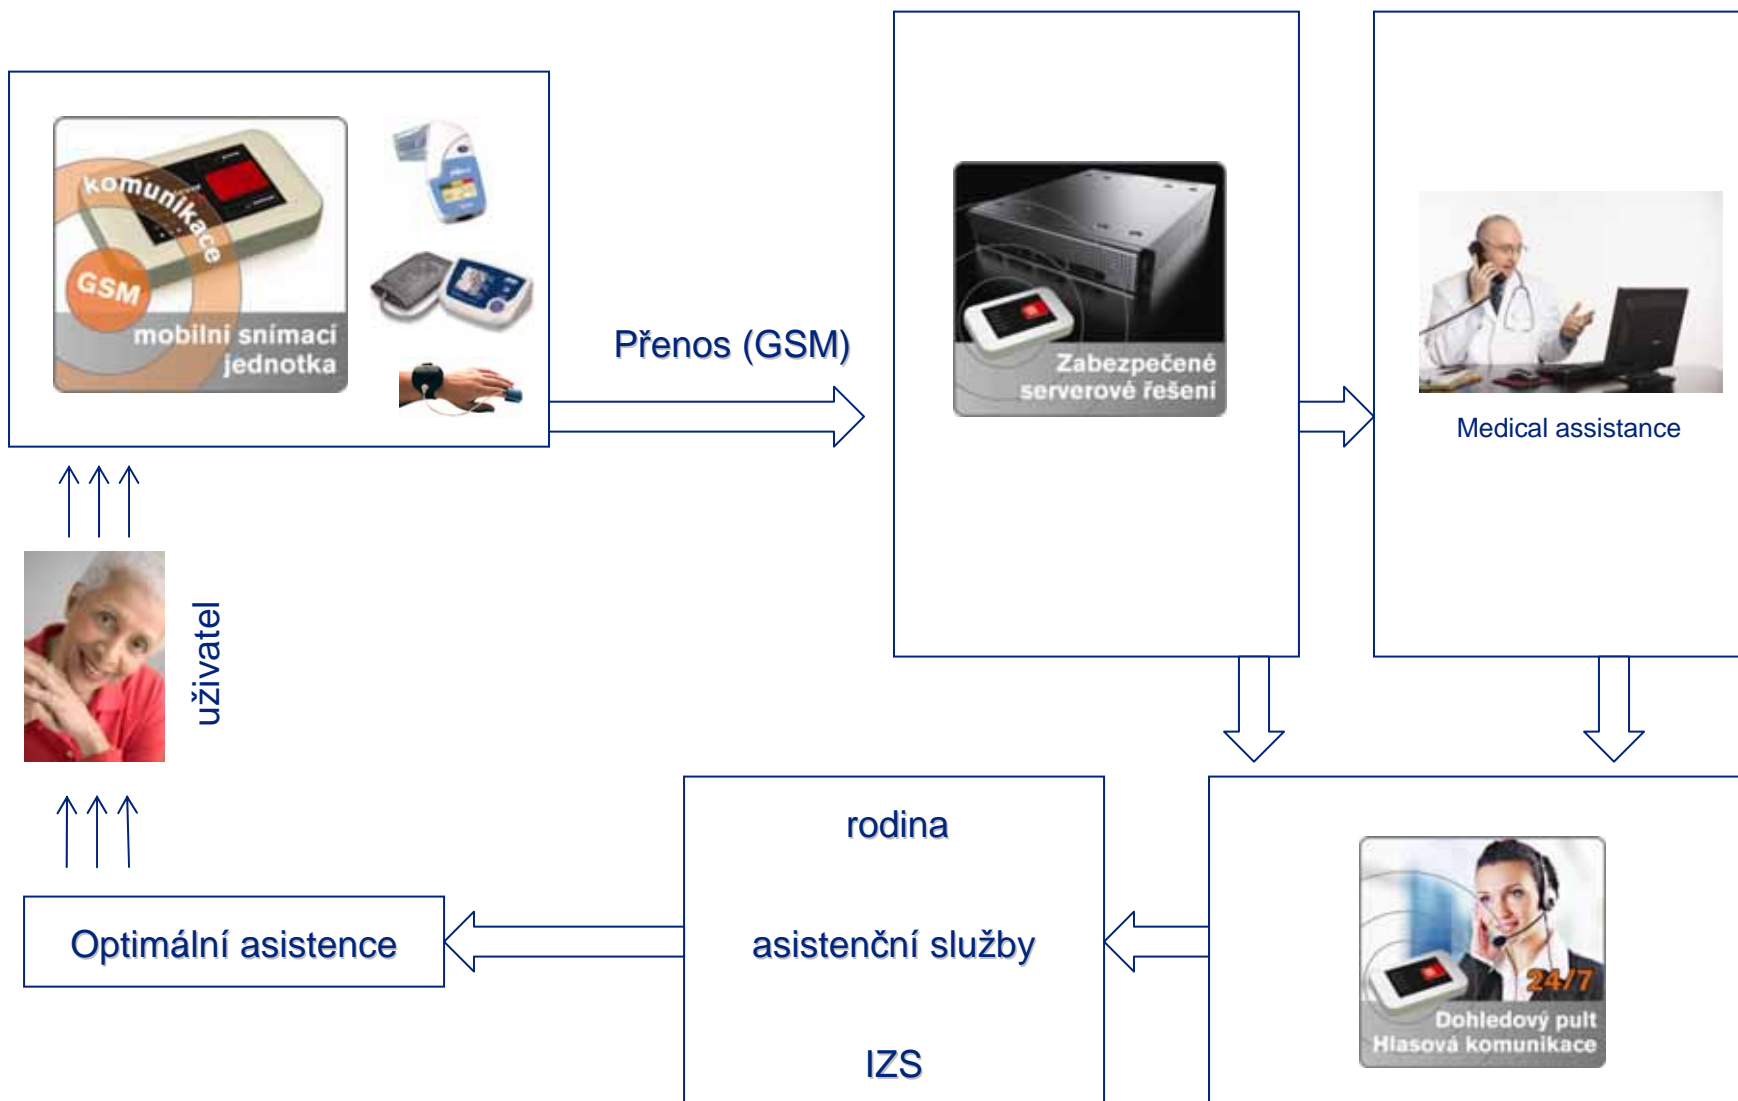 komunikace
GSM
mobilní snímací
jednotka
Přenos (GSM)
Zabezpečené
serverové řešení
Medical assistance
uživatel
rodina
asistenční služby
IZS
Optimální asistence
24/7
Dohledový pult
Hlasová komunikace